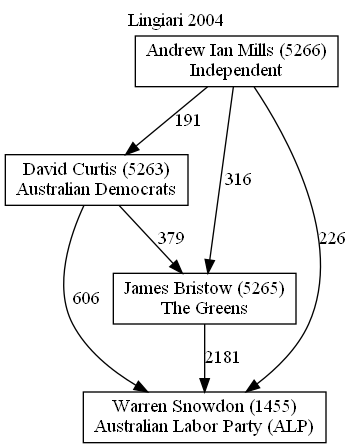 Lingiari 2004
Andrew Ian Mills (5266)
Independent
191
David Curtis (5263)
Australian Democrats
316
379
226
James Bristow (5265)
The Greens
606
2181
Warren Snowdon (1455)
Australian Labor Party (ALP)